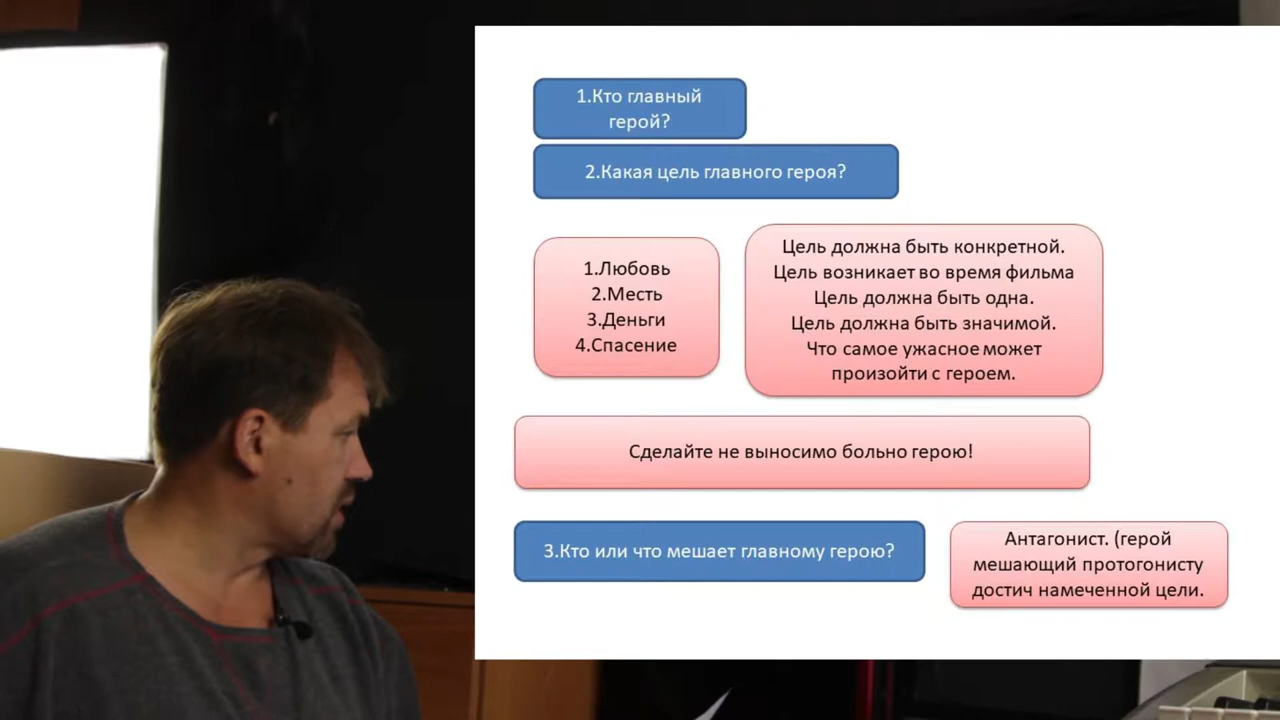 1.Кто главный
герой?
2.Какая цель главного героя?
1.Любовь
2.Месть
3.Деньги
4.Спасение
Цель должна быть конкретной.
Цель возникает во время фильма
Цель должна быть одна.
Цель должна быть значимой.
Что самое ужасное может
произойти с героем.
Сделайте не выносимо больно герою!
3.Кто или что мешает главному герою?
Антагонист. (герой
мешающий протогонисту
достич намеченной цели.